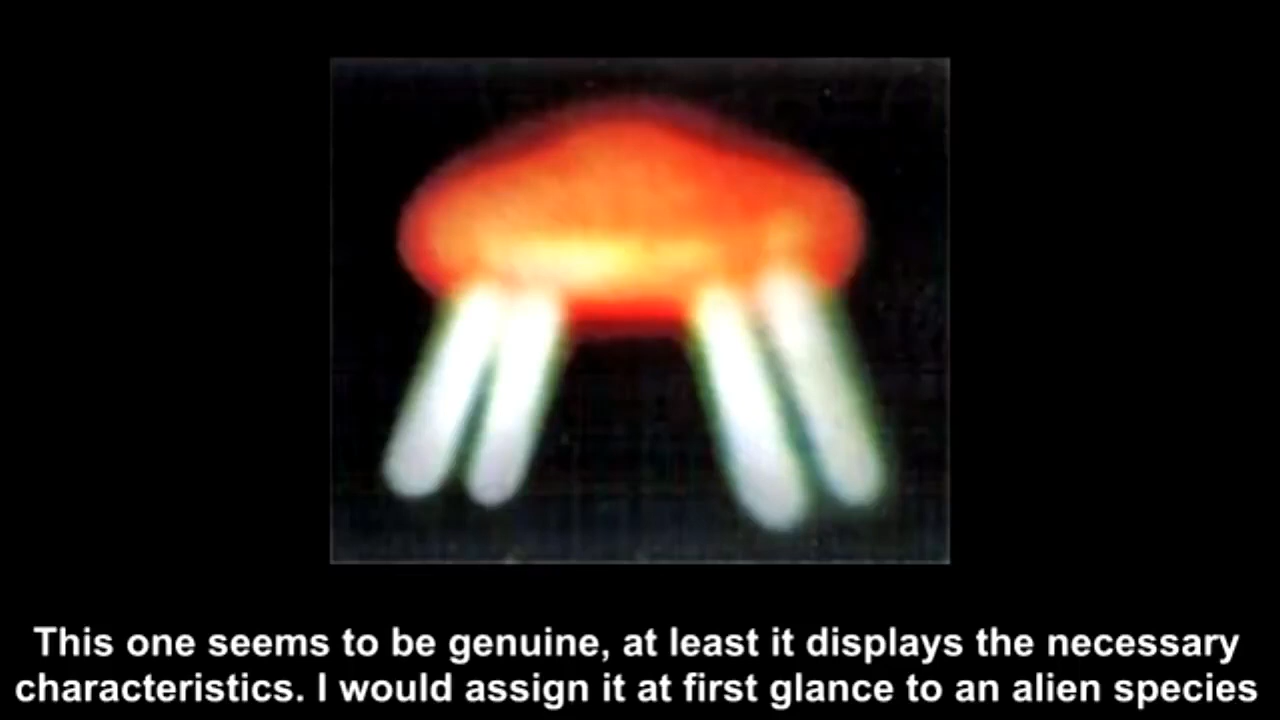 This one seems to be genuine, at least it displays the necessary
characteristics. I would assign it at first glance to an alien species